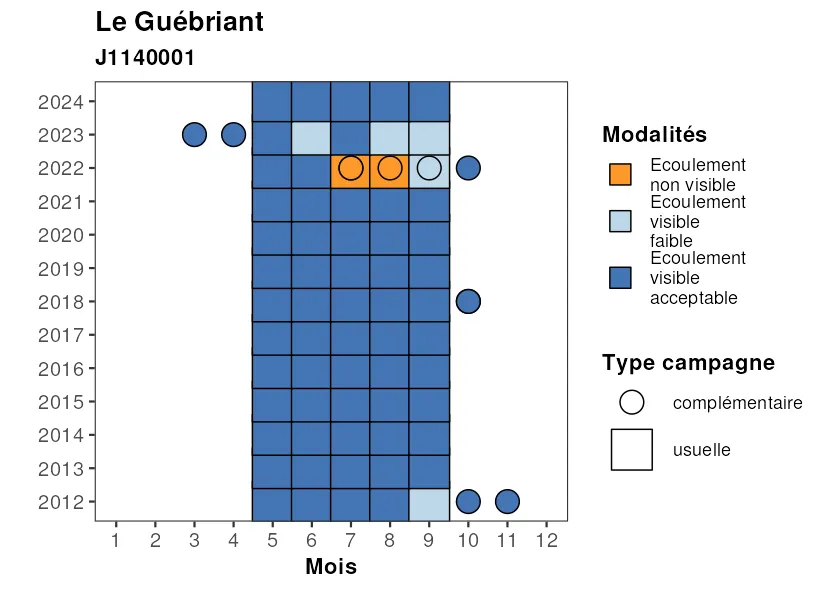 Le Guébriant
J1140001
2024
2023
2022
2021
2020
2019
2018
2017
2016
2015
2014
2013
2012
1 2 3 4 5 6 7 8 9 10 11 12
Mois
Modalités
Ecoulement
non visible
Ecoulement
visible
faible
Ecoulement
visible
acceptable
Type campagne
complémentaire
usuelle